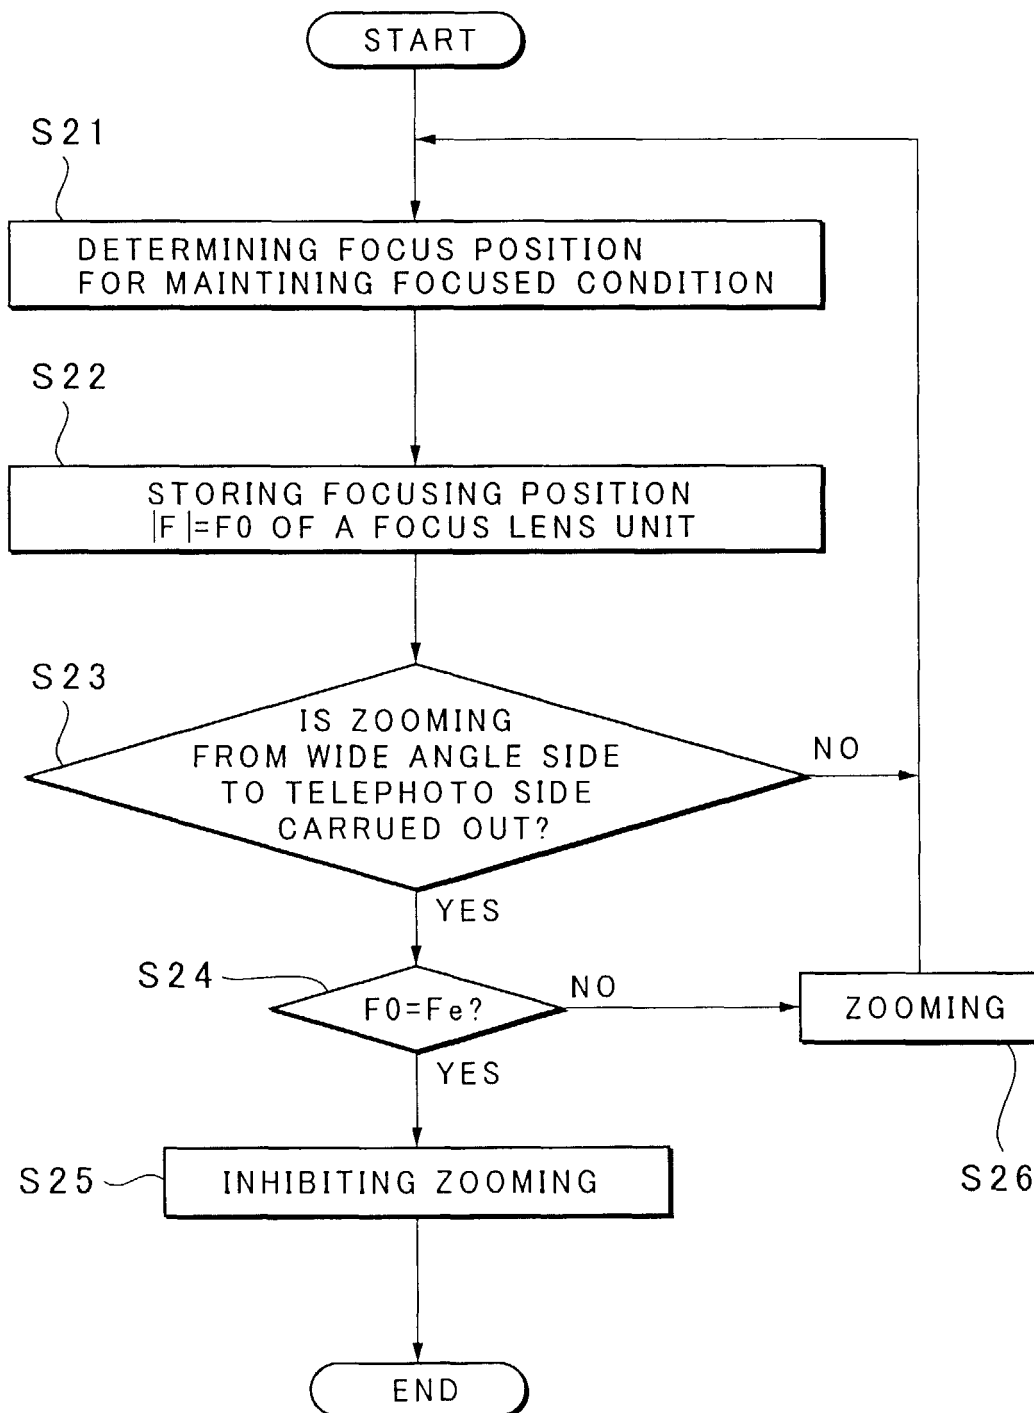 START
S21
DETERMINING FOCUS POSITION
FOR MAINTINING FOCUSED CONDITION
S22
STORING FOCUSING POSITION
|F|=F0 OF A FOCUS LENS UNIT
S23
IS ZOOMING
FROM WIDE ANGLE SIDE
TO TELEPHOTO SIDE
CARRUED OUT?
NO
YES
S24
F0=Fe?
NO
ZOOMING
YES
S26
S25
INHIBITING ZOOMING
END